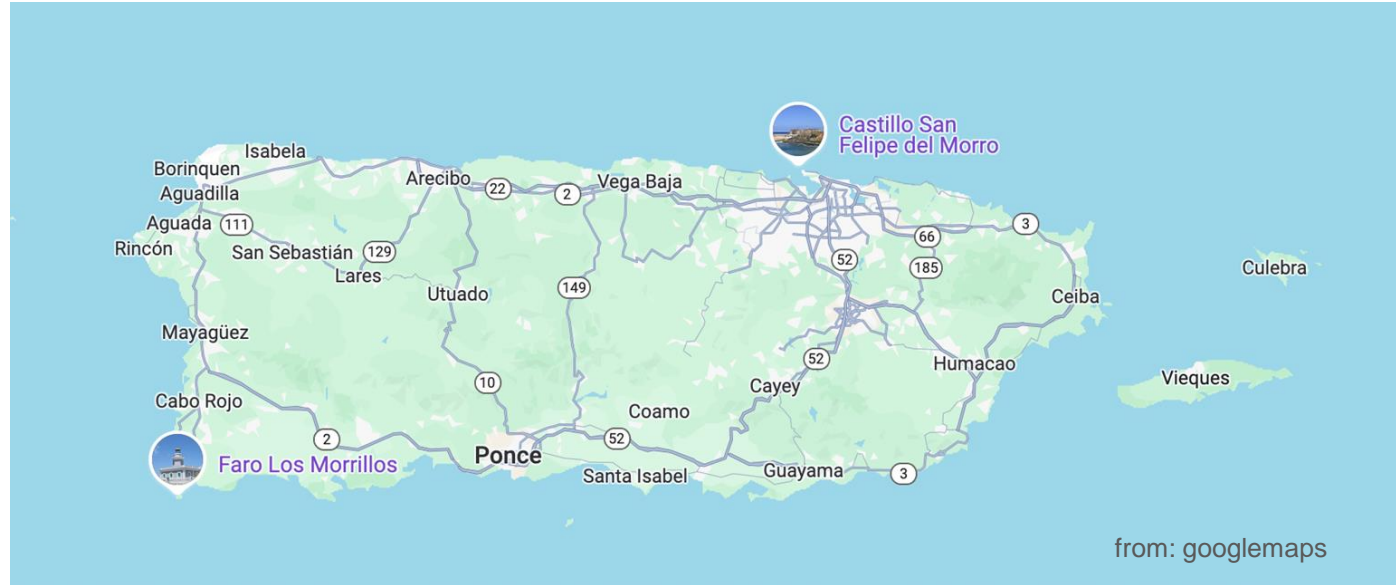 Castillo San
Felipe del Morro
Isabela
Borinquen
Aguadilla
Arecibo
22
2
Vega Baja
Aguada
111
Rincón
San Sebastián
129
Lares
66
3
52
185
Culebra
Utuado
149
Ceiba
Mayagüez
Humacao
52
Vieques
10
Cayey
Cabo Rojo
Coamo
2
52
Faro Los Morrillos
Ponce
Santa Isabel
Guayama
3
from: googlemaps